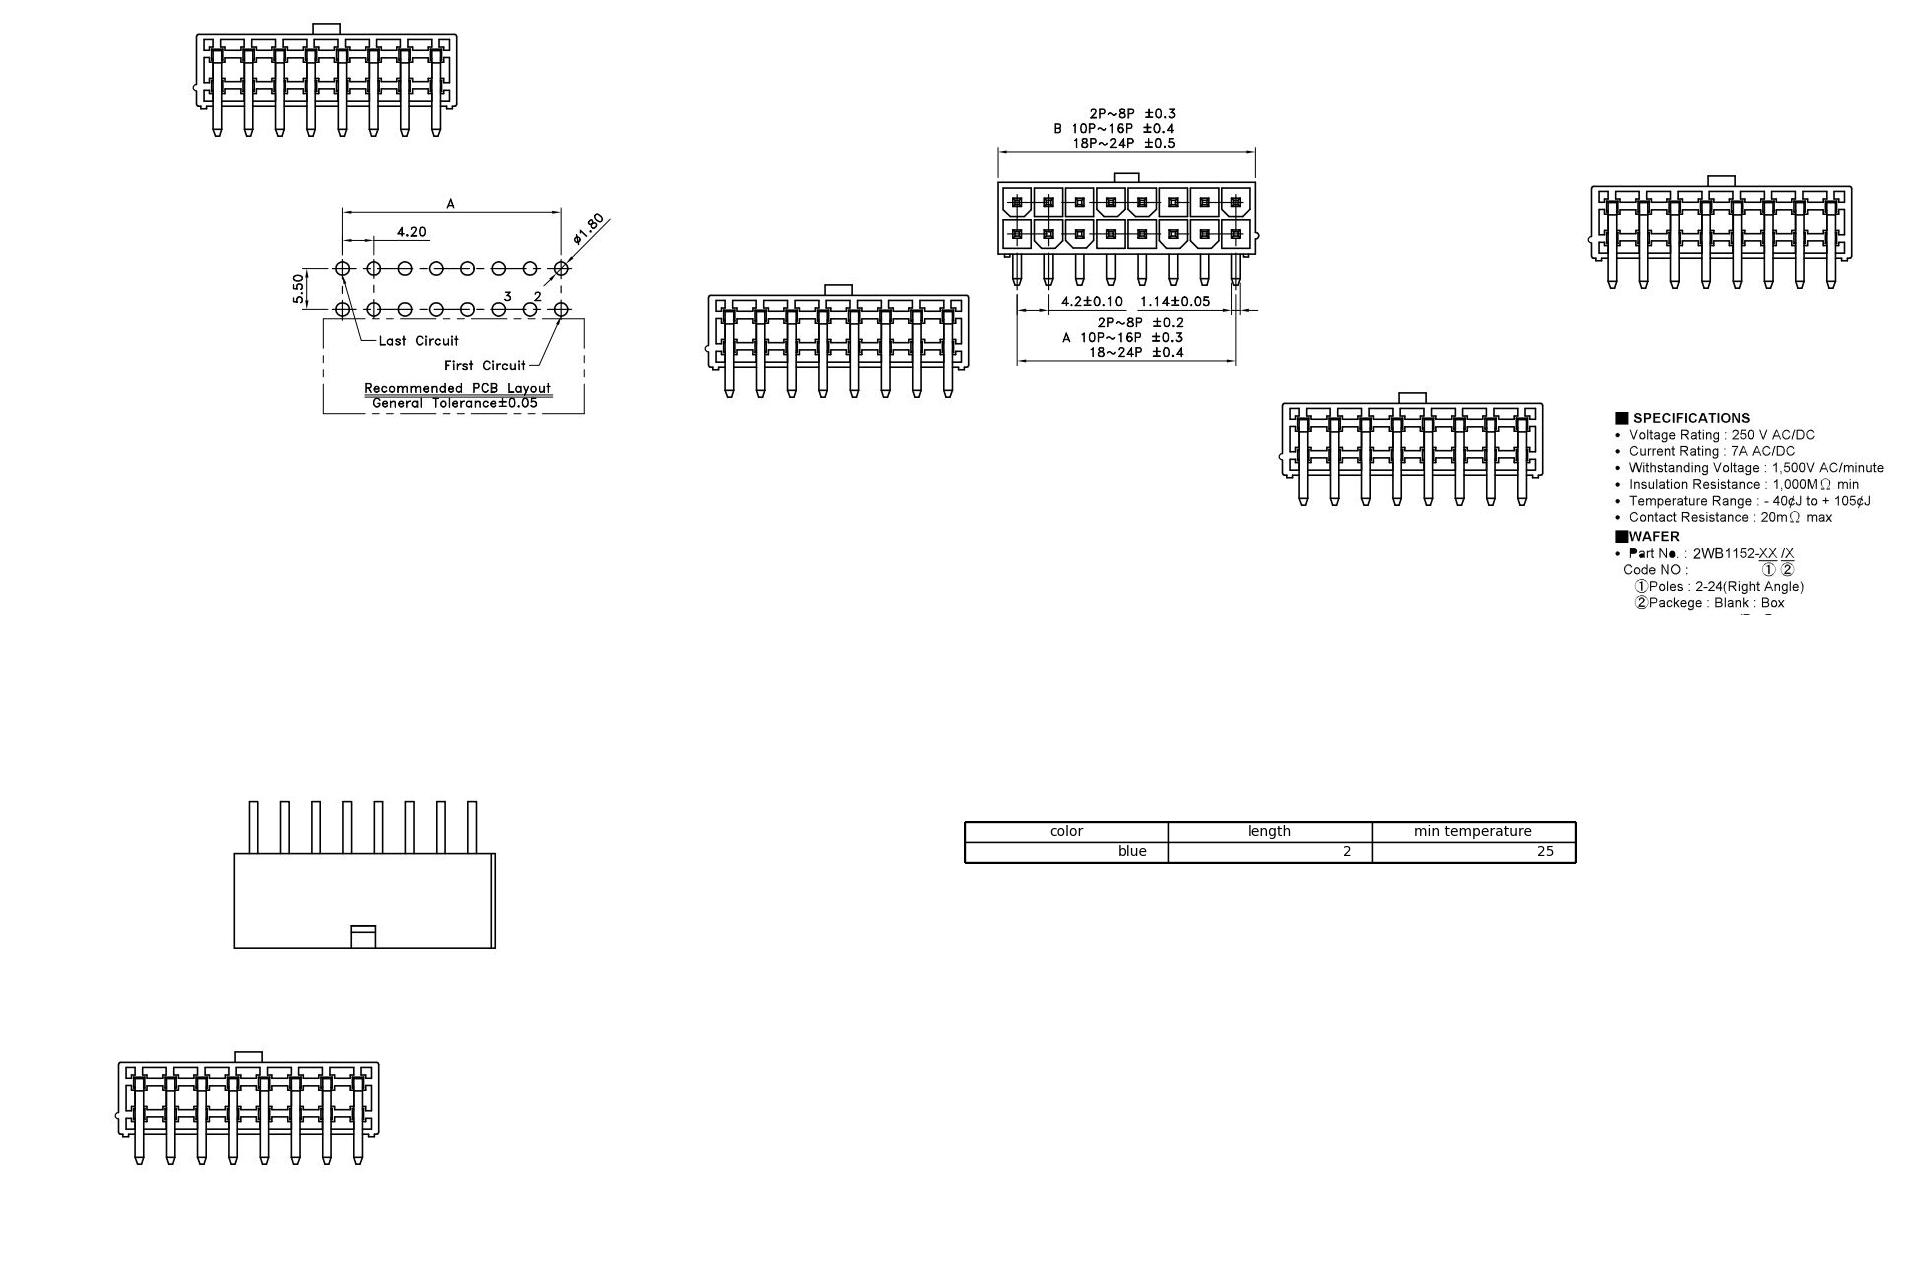 2P~8P ±0.3
B 10P~16P ±0.4
18P~24P ±0.5
A
ø1.80
4.20
5.50
3 2
Last Circuit
First Circuit
Recommended PCB Layout
General Tolerance±0.05
4.2±0.10 1.14±0.05
2P~8P ±0.2
A 10P~16P ±0.3
18~24P ±0.4
■ SPECIFICATIONS
• Voltage Rating : 250 V AC/DC
• Current Rating : 7A AC/DC
• Withstanding Voltage : 1,500V AC/minute
• Insulation Resistance : 1,000MΩ min
• Temperature Range : - 40¢J to + 105¢J
• Contact Resistance : 20mΩ max
■WAFER
• Part No. : 2WB1152-XX /X
Code NO : ① ②
①Poles : 2-24(Right Angle)
②Packege : Blank : Box
color length min temperature
blue 2 25